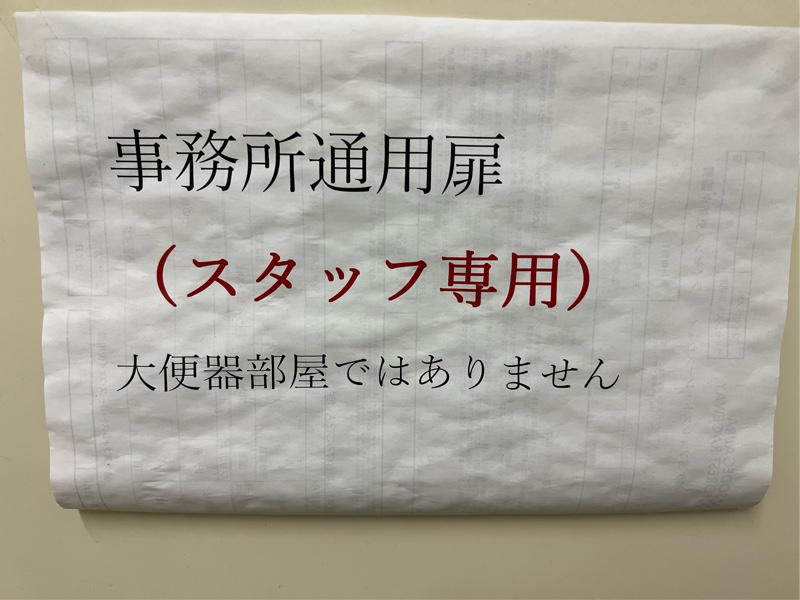 事務所通用扉
（スタッフ専用）
大便器部屋ではありません